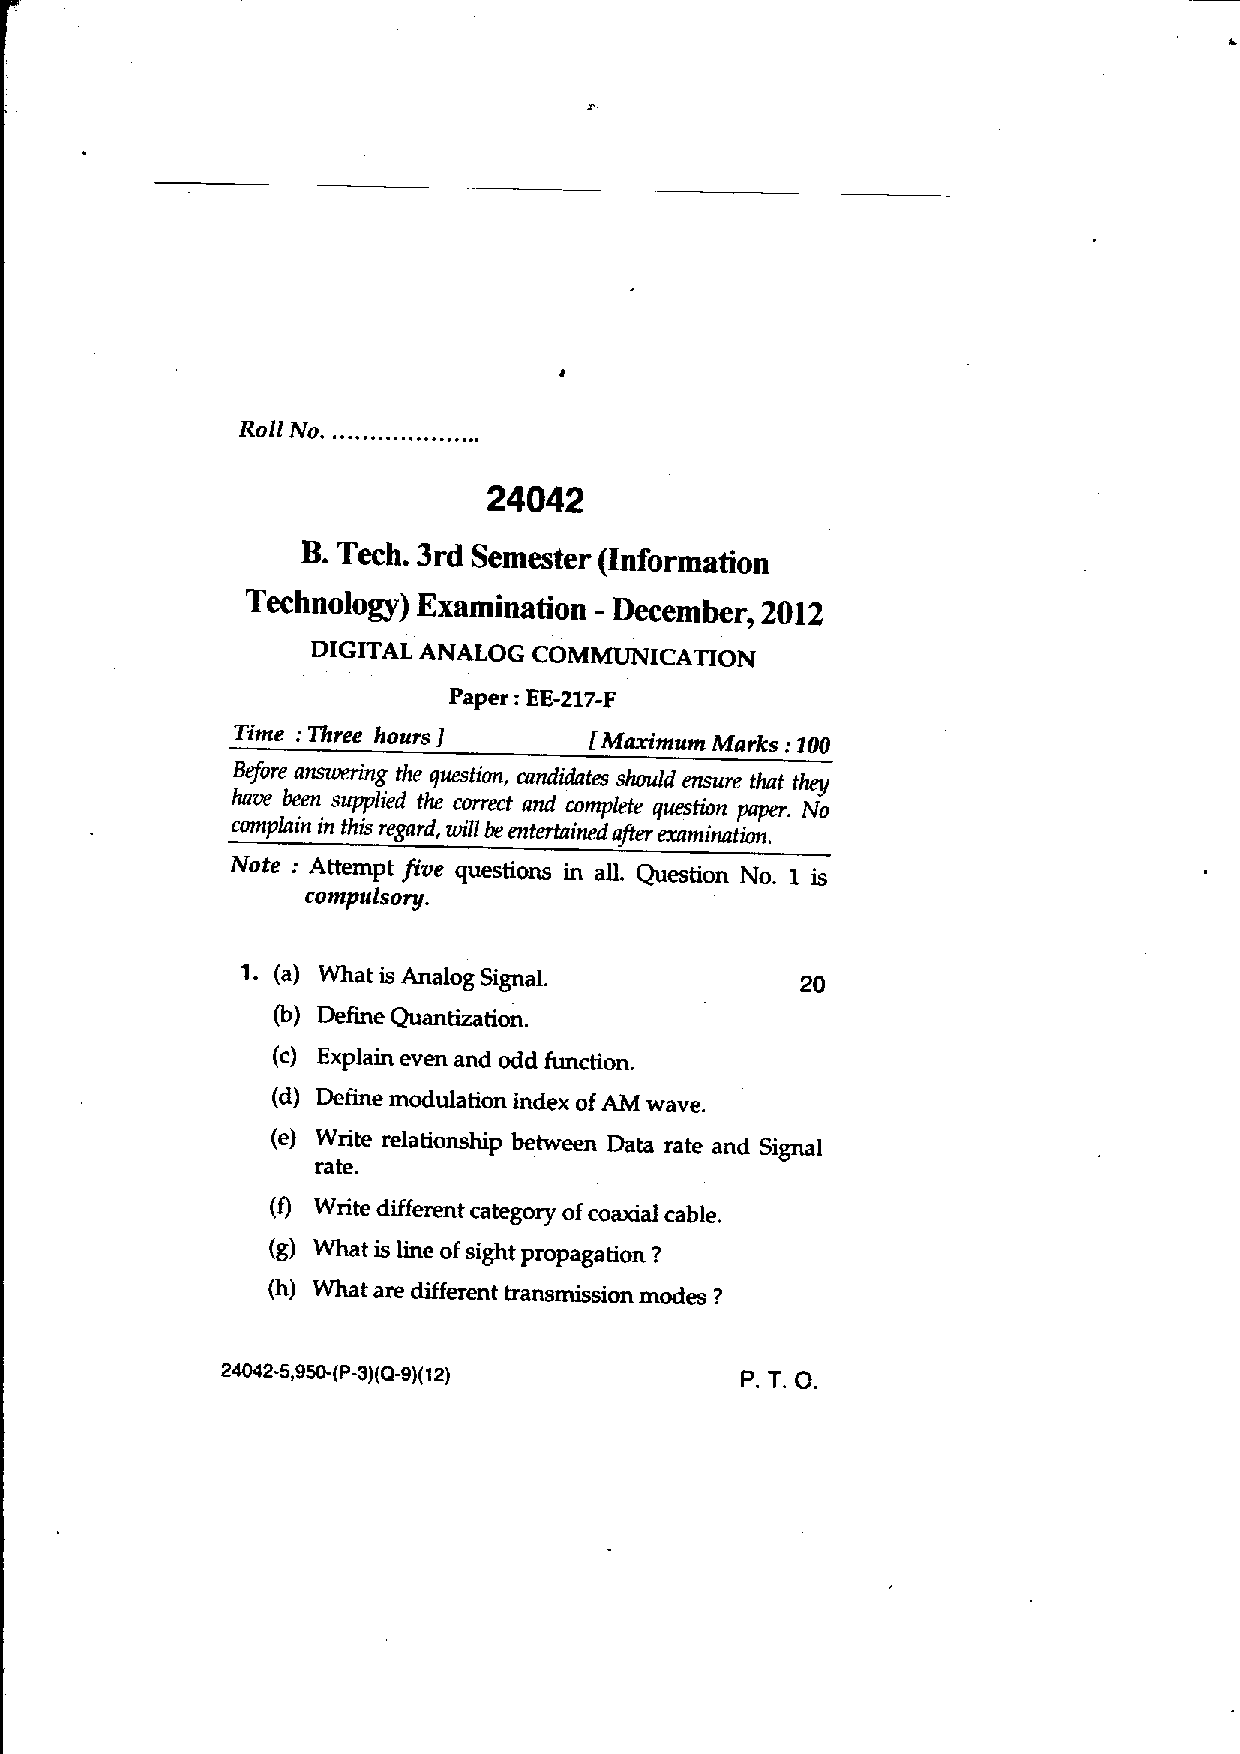 Roll No. ....................
24042
B. Tech. 3rd Semester (Information
Technology) Examination - December, 2012
DIGITAL ANALOG COMMUNICATION
Paper : EE-217-F
Time : Three hours ] [ Maximum Marks : 100
Before answering the question, candidates should ensure that they
have been supplied the correct and complete question paper. No
complain in this regard, will be entertained after examination.
Note : Attempt five questions in all. Question No. 1 is
compulsory.
1. (a) What is Analog Signal. 20
(b) Define Quantization.
(c) Explain even and odd function.
(d) Define modulation index of AM wave.
(e) Write relationship between Data rate and Signal
rate.
(f) Write different category of coaxial cable.
(g) What is line of sight propagation ?
(h) What are different transmission modes ?
24042-5,950-(P-3)(Q-9)(12) P. T. O.